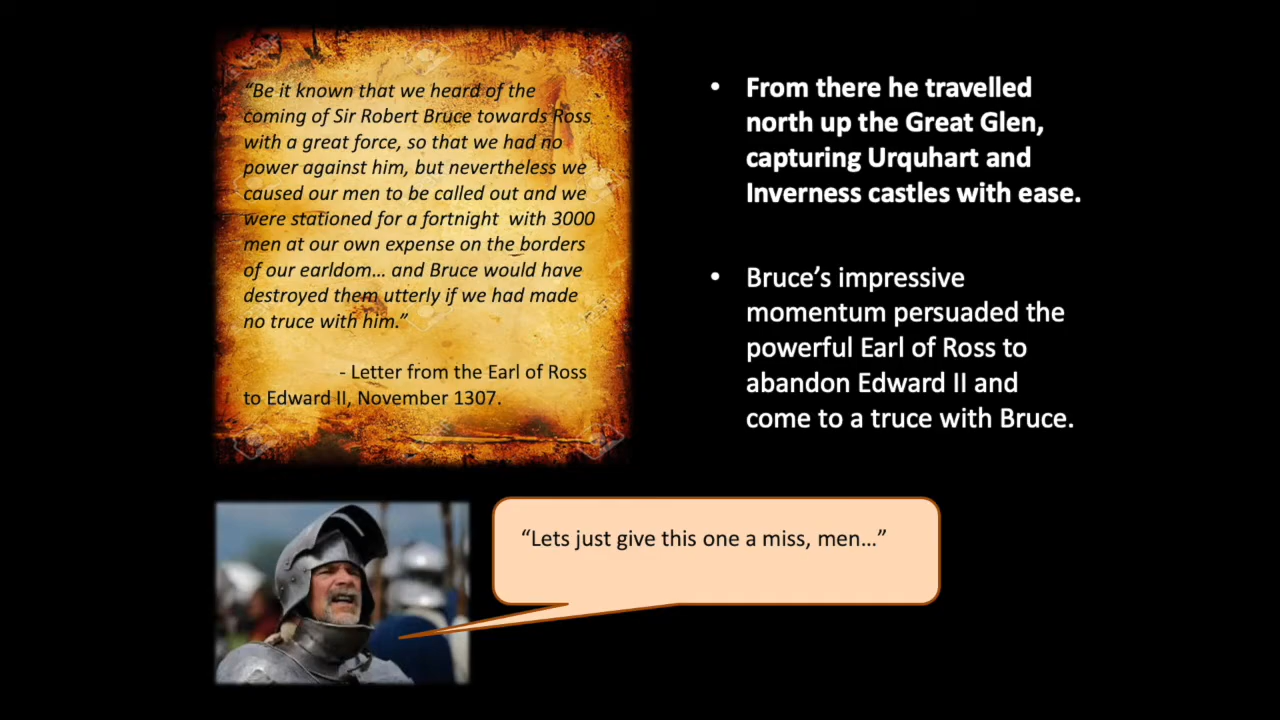 “Be it known that we heard of the
coming of Sir Robert Bruce towards Ross
with a great force, so that we had no
power against him, but nevertheless we
caused our men to be called out and we
were stationed for a fortnight  with 3000
men at our own expense on the borders
of our earldom… and Bruce would have
destroyed them utterly if we had made
no truce with him.”
- Letter from the Earl of Ross
to Edward II, November 1307.
• From there he travelled
north up the Great Glen,
capturing Urquhart and
Inverness castles with ease.
• Bruce’s impressive
momentum persuaded the
powerful Earl of Ross to
abandon Edward II and
come to a truce with Bruce.
“Lets just give this one a miss, men…”